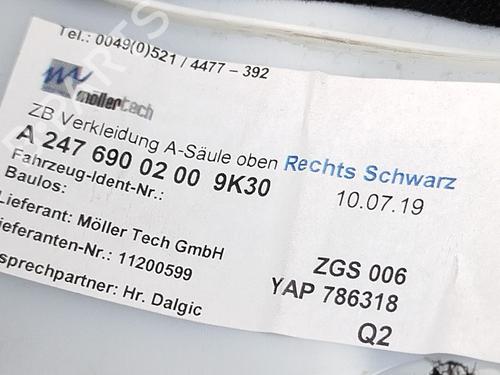 Tel.: 0049(0)521 / 4477 – 392
möllertech
ZB Verkleidung A-Säule oben Rechts Schwarz
A 247 690 02 00 9K30
10.07.19
Fahrzeug-Ident-Nr.:
Baulos:
Lieferant: Möller Tech GmbH
ieferanten-Nr.: 11200599
sprechpartner: Hr. Dalgic
ZGS 006
YAP 786318
Q2